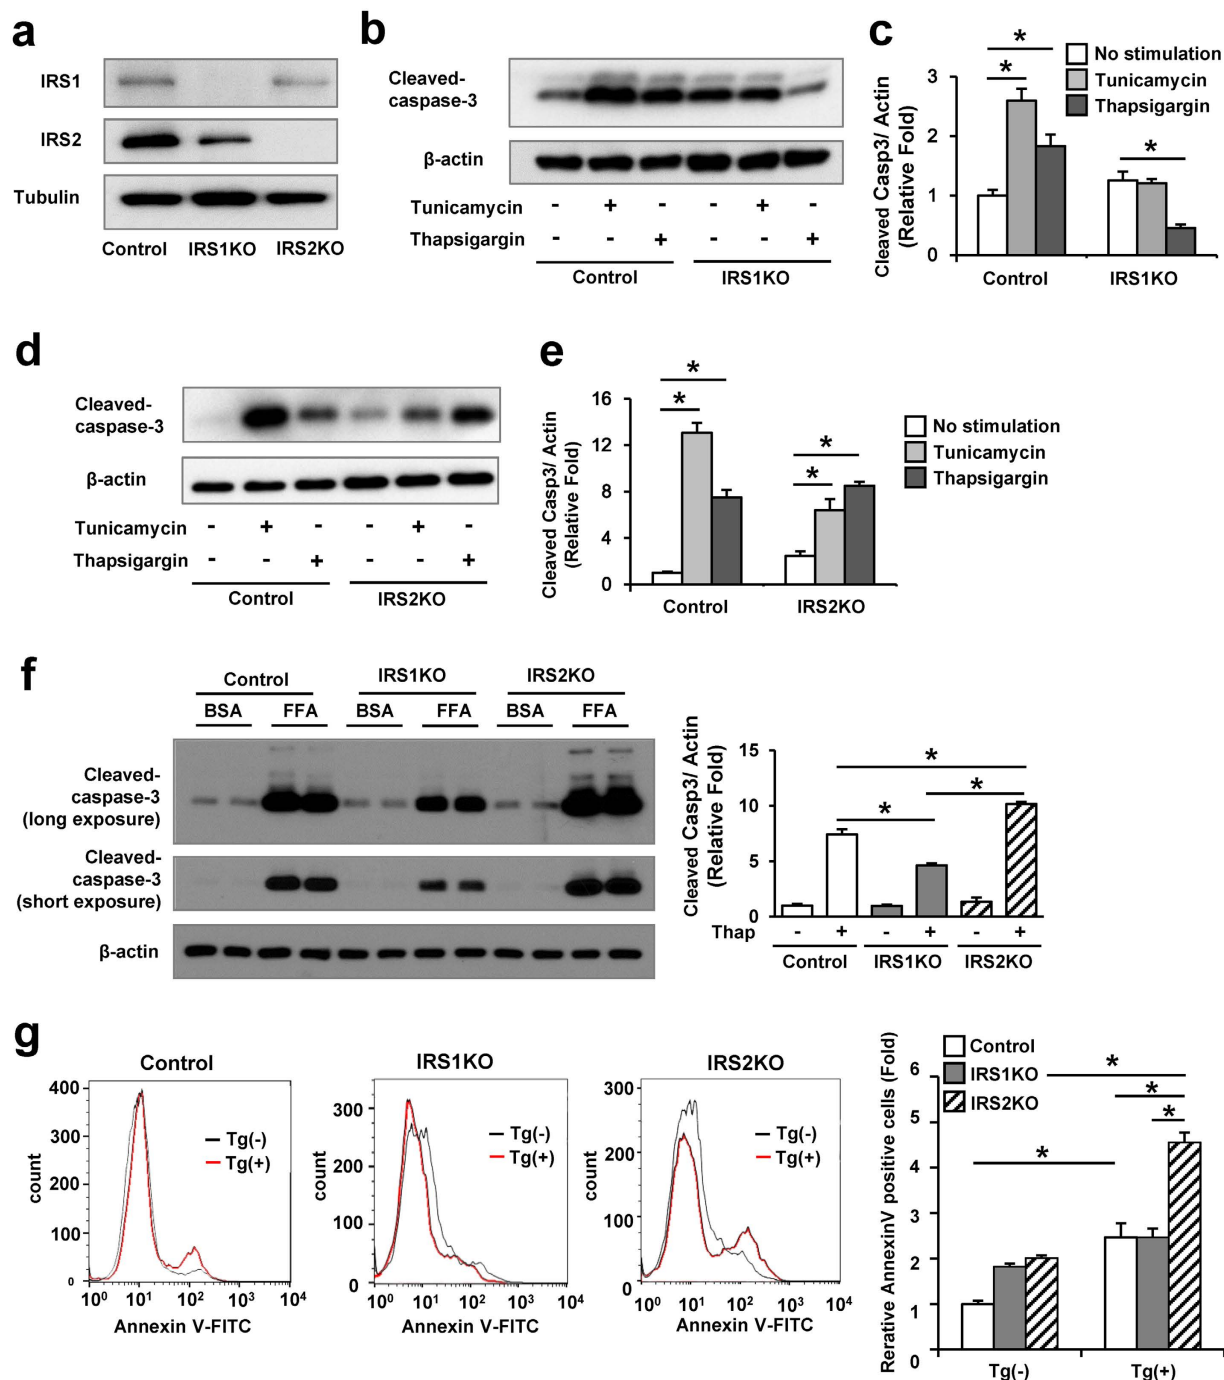 a
IRS1
IRS2
Tubulin
Control IRS1KO IRS2KO
b
Cleaved-
caspase-3
β-actin
Tunicamycin - + - - + -
Thapsigargin - - + - - +
Control IRS1KO
c
No stimulation
Tunicamycin
Thapsigargin
Cleaved Casp3/ Actin
(Relative Fold)
3
2
1
0
* * *
Control IRS1KO
d
Cleaved-
caspase-3
β-actin
Tunicamycin - + - - + -
Thapsigargin - - + - - +
Control IRS2KO
e
No stimulation
Tunicamycin
Thapsigargin
Cleaved Casp3/ Actin
(Relative Fold)
16
12
8
4
0
* * * *
Control IRS2KO
f
Control IRS1KO IRS2KO
BSA FFA BSA FFA BSA FFA
Cleaved-
caspase-3
(long exposure)
Cleaved-
caspase-3
(short exposure)
β-actin
Cleaved Casp3/ Actin
(Relative Fold)
15
10
5
0
* * *
Thap - + - + - +
Control IRS1KO IRS2KO
g
Control
count
400
300
200
100
0
Tg(-)
Tg(+)
10⁰ 10¹ 10² 10³ 10⁴
Annexin V-FITC
IRS1KO
count
300
200
100
0
Tg(-)
Tg(+)
10⁰ 10¹ 10² 10³ 10⁴
Annexin V-FITC
IRS2KO
count
300
200
100
0
Tg(-)
Tg(+)
10⁰ 10¹ 10² 10³ 10⁴
Annexin V-FITC
Control
IRS1KO
IRS2KO
Rerative AnnexinV positive cells (Fold)
6
5
4
3
2
1
0
* * * *
Tg(-) Tg(+)